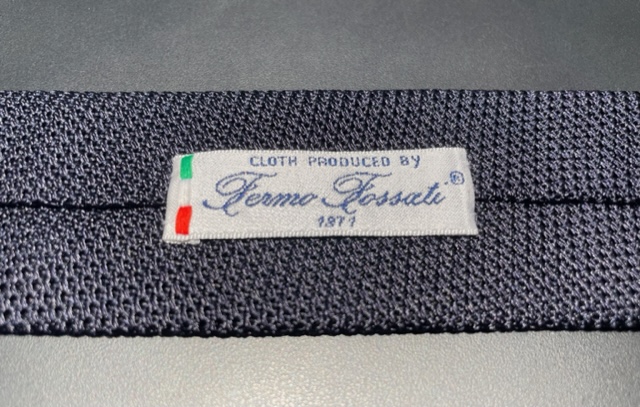 CLOTH PRODUCED BY
Fermo Fossati®
1871